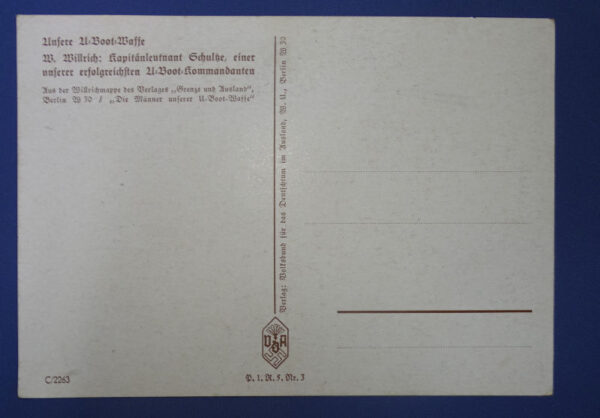 Unsere U-Boot-Waffe
W. Willrich: Kapitänleutnant Schultze, einer
unserer erfolgreichsten U-Boot-Kommandanten
Aus der Willrichmappe des Verlages „Grenze und Ausland“,
Berlin W 30 / „Die Männer unserer U-Boot-Waffe“
Verlag: Volksbund für das Deutschtum im Ausland, W. U., Berlin W 30
VDA
C/2263
P. 1. R. 5. Nr. 3